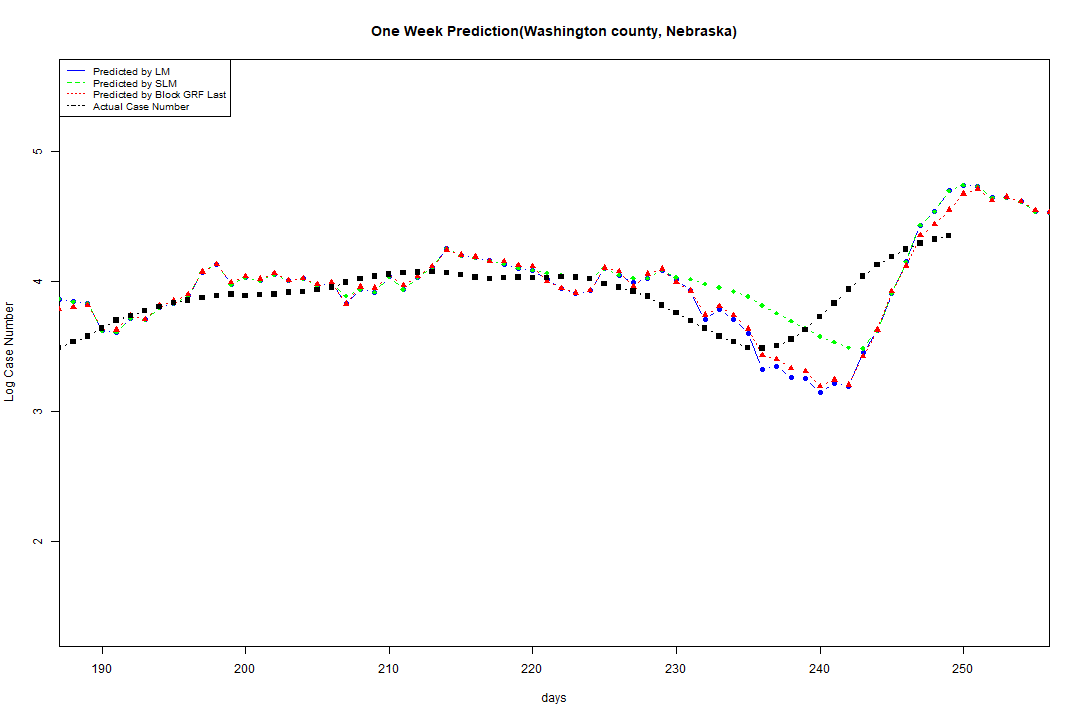 One Week Prediction(Washington county, Nebraska)
Predicted by LM
Predicted by SLM
Predicted by Block GRF Last
Actual Case Number
5
4
3
2
Log Case Number
190 200 210 220 230 240 250
days